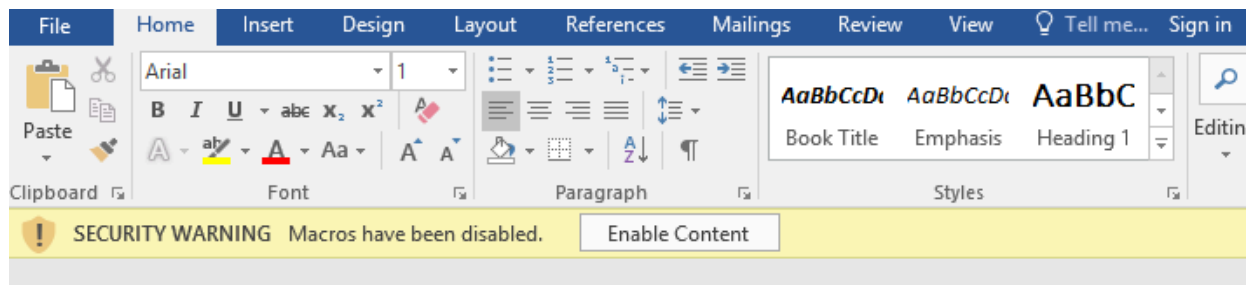 File Home Insert Design Layout References Mailings Review View Tell me... Sign in
Arial 1
B I U abc X₂ X² AaBbCcDc AaBbCcDc AaBbC
Paste Book Title Emphasis Heading 1 Editin
A aby A Aa A A A Z
Clipboard Font Paragraph Styles
SECURITY WARNING Macros have been disabled. Enable Content